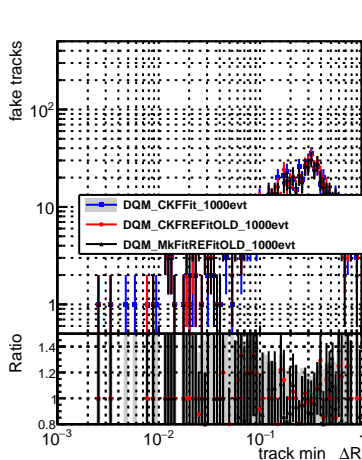 fake tracks
10²
10
1
DQM_CKFFit_1000evt
DQM_CKFREFitOLD_1000evt
DQM_MkFitREFitOLD_1000evt
Ratio
1.4
1.2
1
0.8
10⁻³ 10⁻² 10⁻¹
track min ΔR